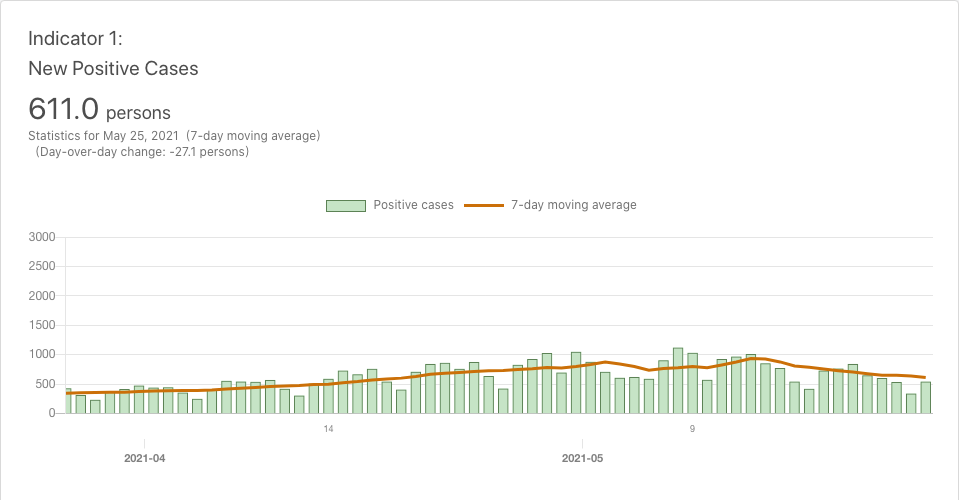 Indicator 1:
New Positive Cases
611.0 persons
Statistics for May 25, 2021 (7-day moving average)
(Day-over-day change: -27.1 persons)
Positive cases 7-day moving average
3000
2500
2000
1500
1000
500
0
14 9
2021-04 2021-05